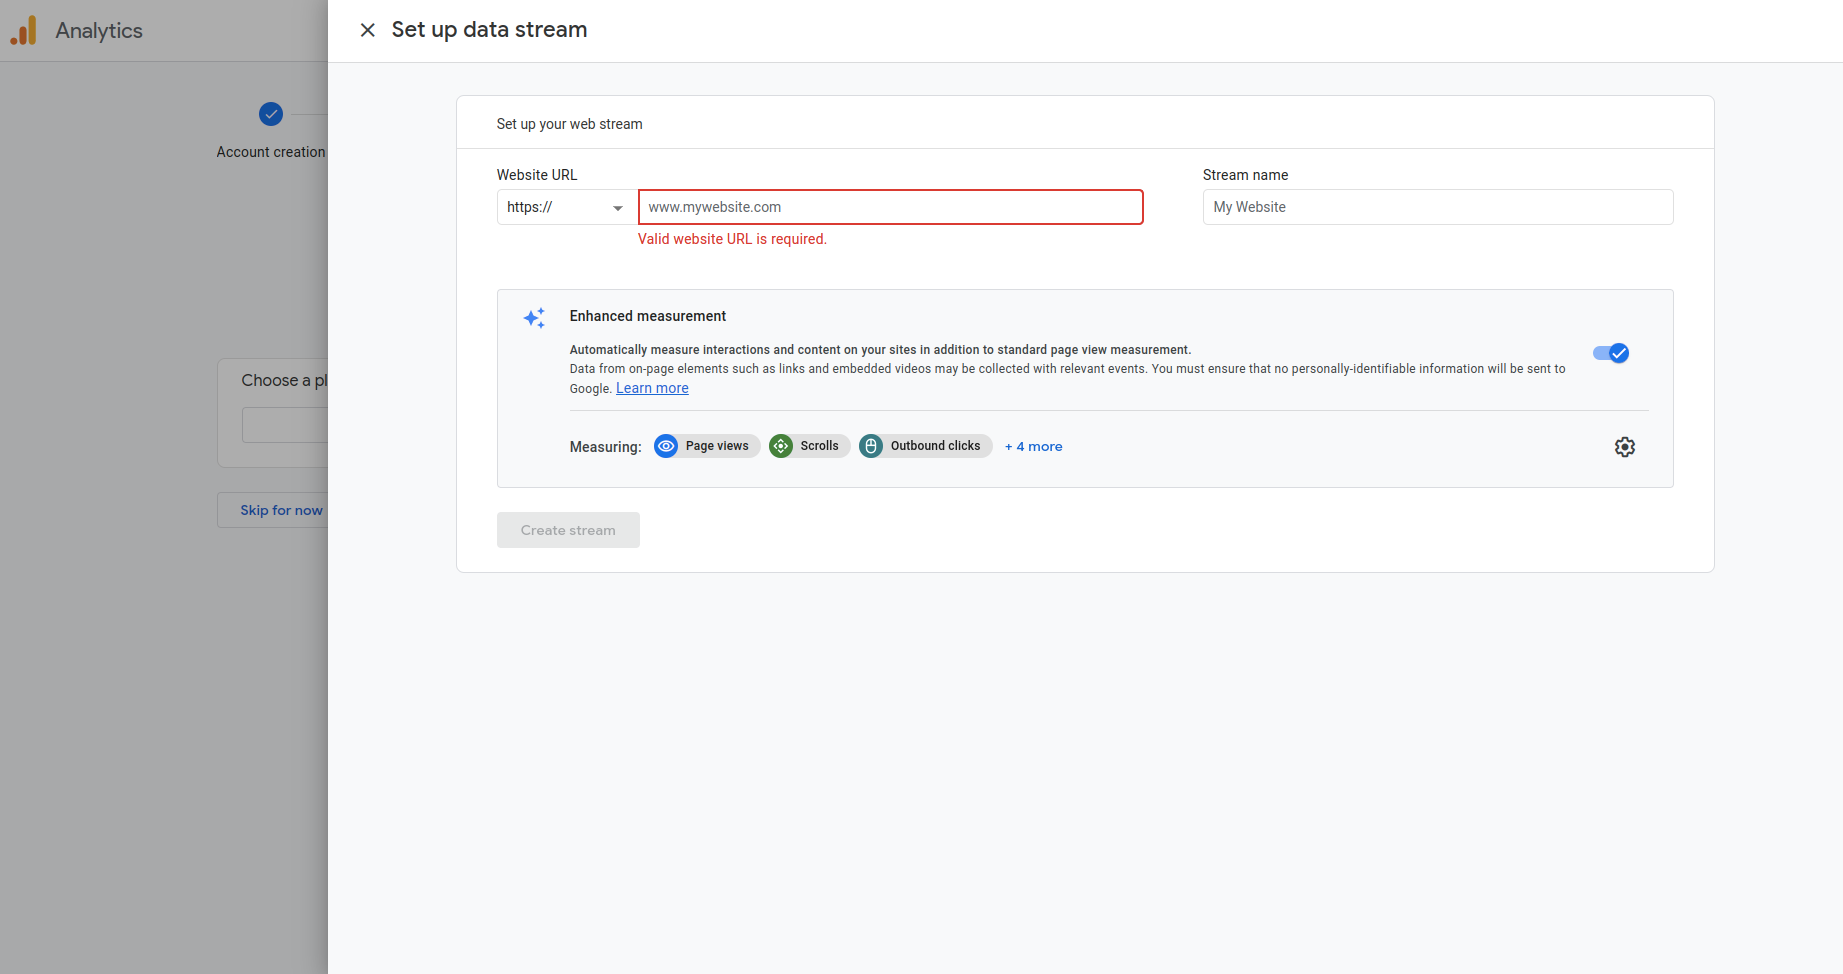 Analytics
Set up data stream
Account creation
Choose a pl
Skip for now
Set up your web stream
Website URL
Stream name
https://
www.mywebsite.com
My Website
Valid website URL is required.
Enhanced measurement
Automatically measure interactions and content on your sites in addition to standard page view measurement.
Data from on-page elements such as links and embedded videos may be collected with relevant events. You must ensure that no personally-identifiable information will be sent to
Google. Learn more
Measuring: Page views Scrolls Outbound clicks + 4 more
Create stream